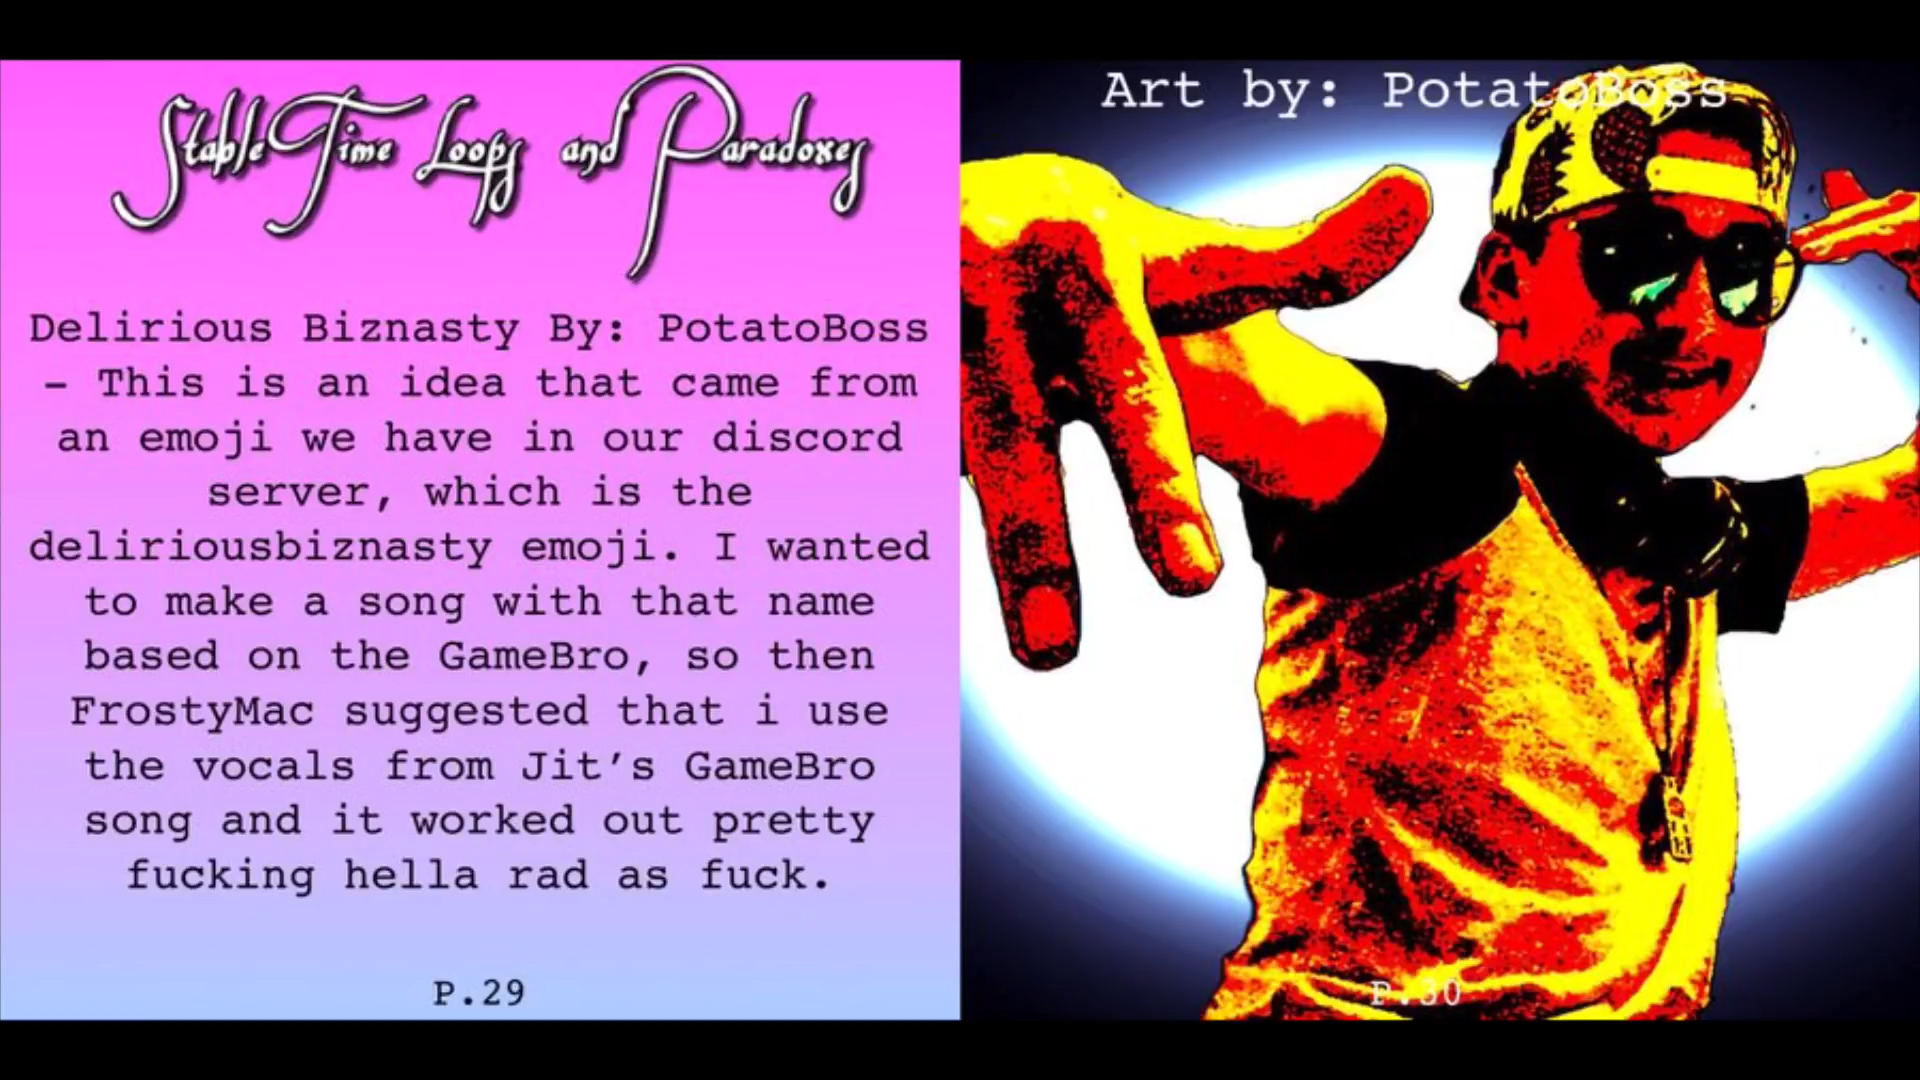 Stable Time Loops and Paradoxes
Delirious Biznasty By: PotatoBoss
– This is an idea that came from
an emoji we have in our discord
server, which is the
deliriousbiznasty emoji. I wanted
to make a song with that name
based on the GameBro, so then
FrostyMac suggested that i use
the vocals from Jit’s GameBro
song and it worked out pretty
fucking hella rad as fuck.
P.29
Art by: PotatoBoss
P.30